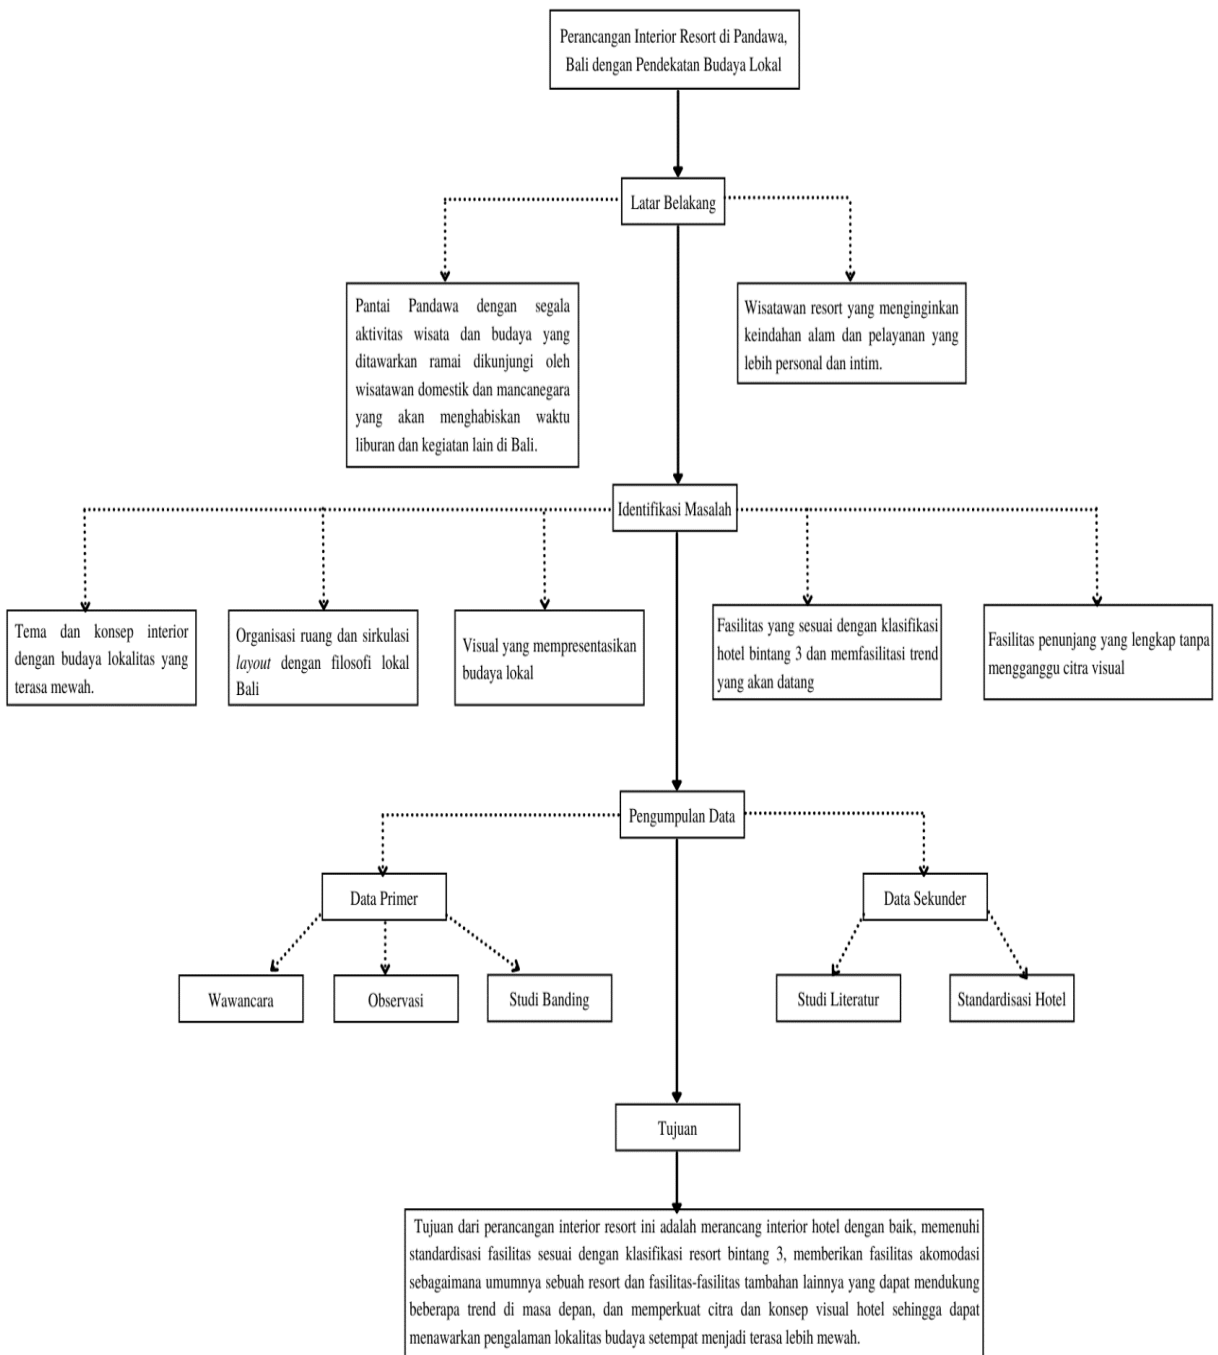 Perancangan Interior Resort di Pandawa,
Bali dengan Pendekatan Budaya Lokal
Latar Belakang
Pantai Pandawa dengan segala
aktivitas wisata dan budaya yang
ditawarkan ramai dikunjungi oleh
wisatawan domestik dan mancanegara
yang akan menghabiskan waktu
liburan dan kegiatan lain di Bali.
Wisatawan resort yang menginginkan
keindahan alam dan pelayanan yang
lebih personal dan intim.
Identifikasi Masalah
Tema dan konsep interior
dengan budaya lokalitas yang
terasa mewah.
Organisasi ruang dan sirkulasi
layout dengan filosofi lokal
Bali
Visual yang mempresentasikan
budaya lokal
Fasilitas yang sesuai dengan klasifikasi
hotel bintang 3 dan memfasilitasi trend
yang akan datang
Fasilitas penunjang yang lengkap tanpa
mengganggu citra visual
Pengumpulan Data
Data Primer
Data Sekunder
Wawancara
Observasi
Studi Banding
Studi Literatur
Standardisasi Hotel
Tujuan
Tujuan dari perancangan interior resort ini adalah merancang interior hotel dengan baik, memenuhi
standardisasi fasilitas sesuai dengan klasifikasi resort bintang 3, memberikan fasilitas akomodasi
sebagaimana umumnya sebuah resort dan fasilitas-fasilitas tambahan lainnya yang dapat mendukung
beberapa trend di masa depan, dan memperkuat citra dan konsep visual hotel sehingga dapat
menawarkan pengalaman lokalitas budaya setempat menjadi terasa lebih mewah.